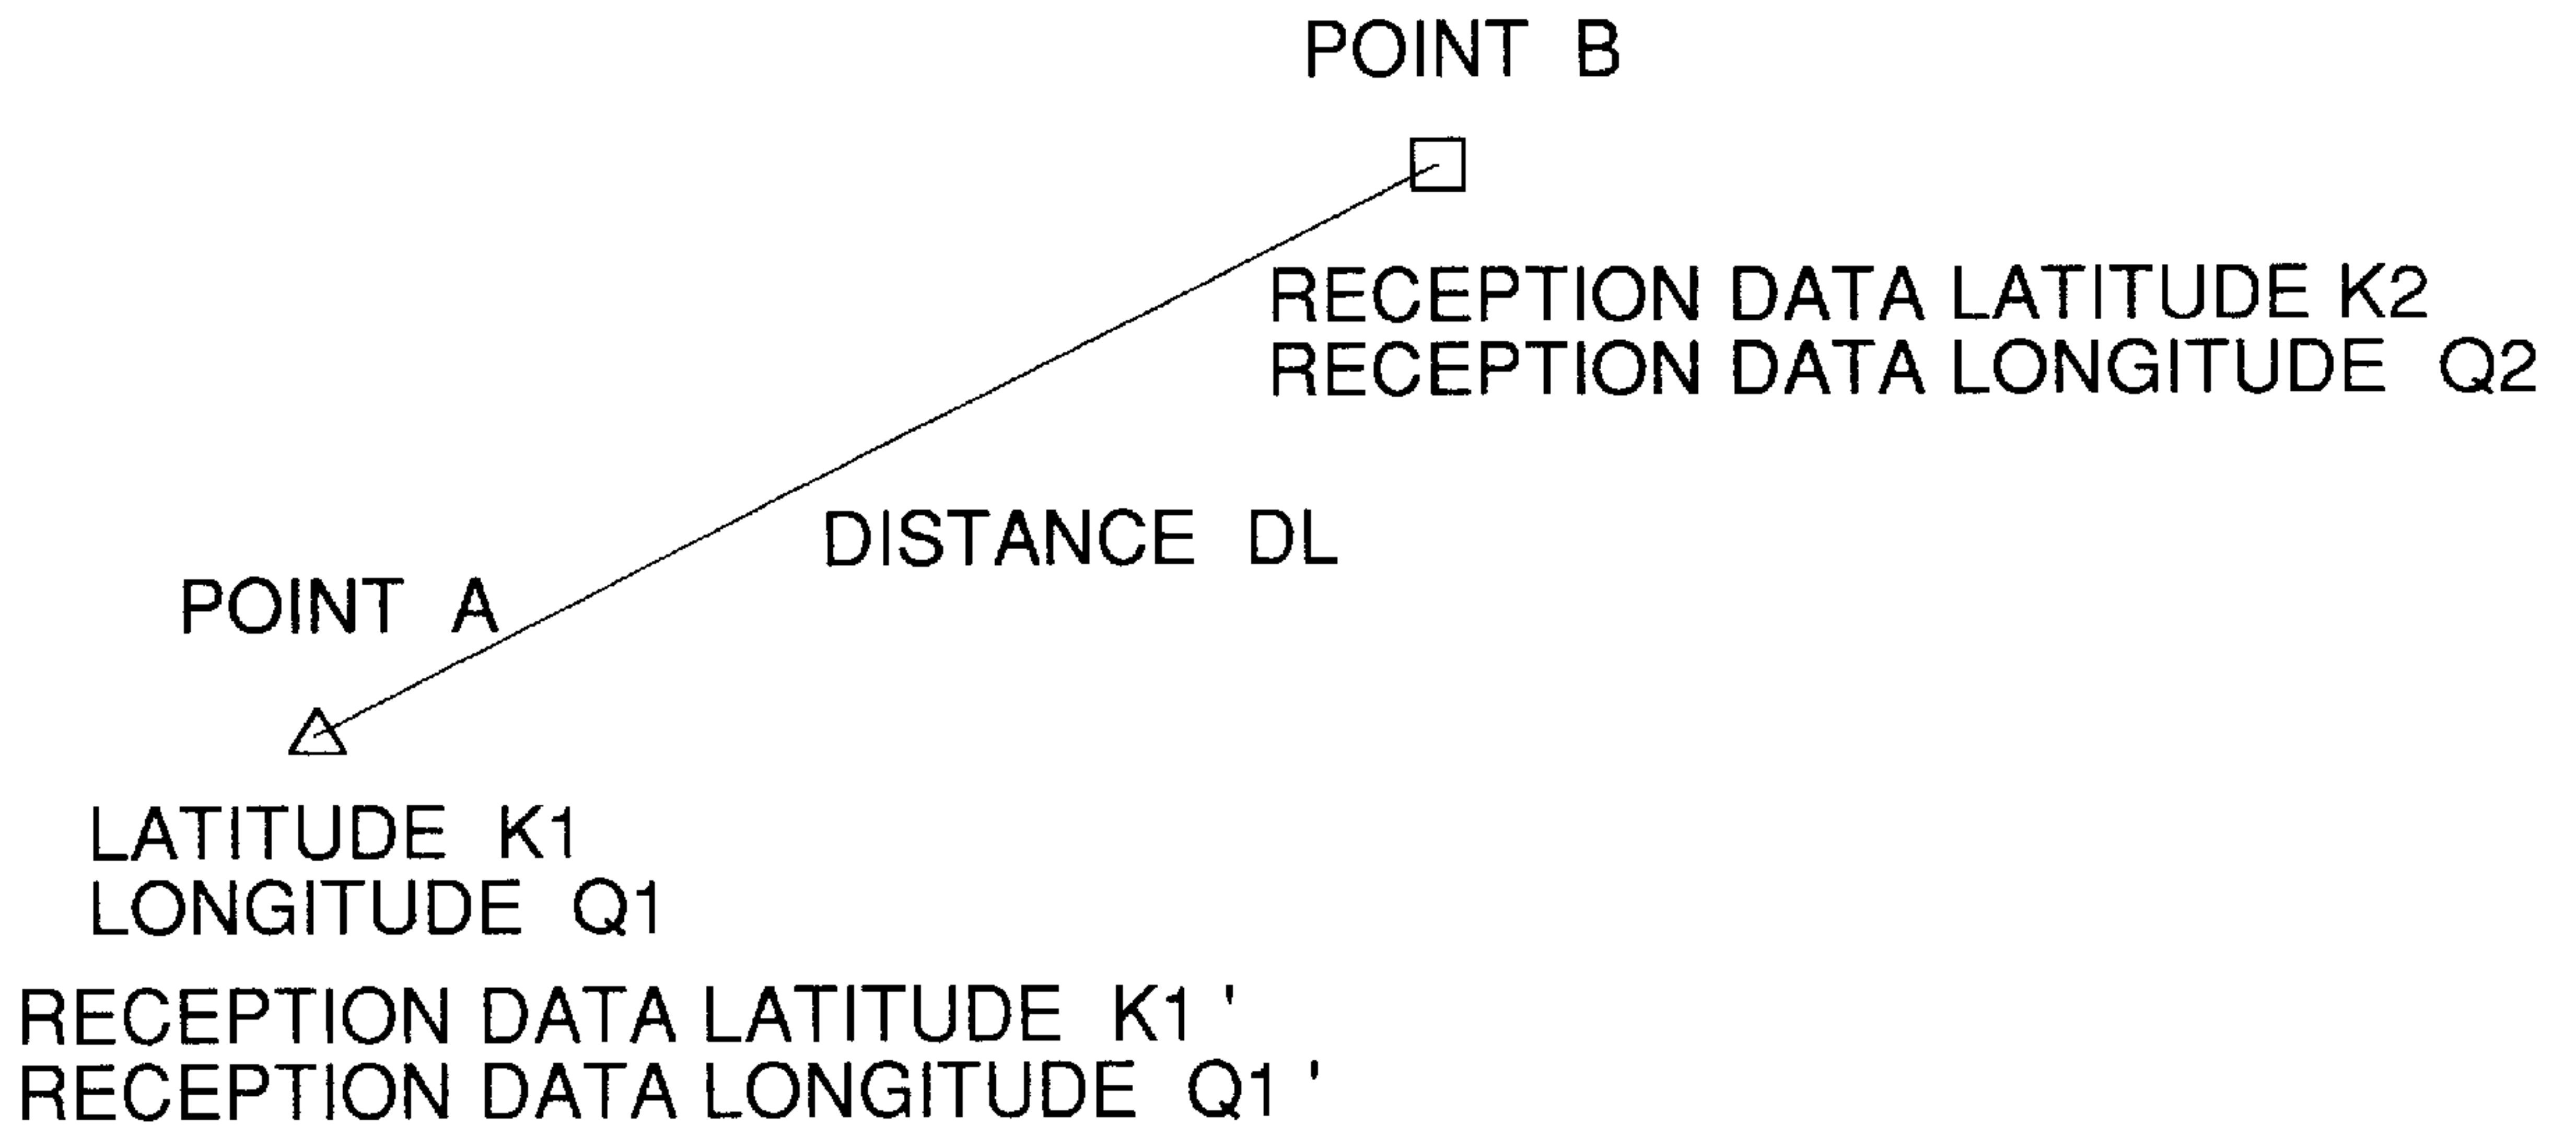 POINT B
RECEPTION DATA LATITUDE K2
RECEPTION DATA LONGITUDE Q2
DISTANCE DL
POINT A
LATITUDE K1
LONGITUDE Q1
RECEPTION DATA LATITUDE K1 '
RECEPTION DATA LONGITUDE Q1 '